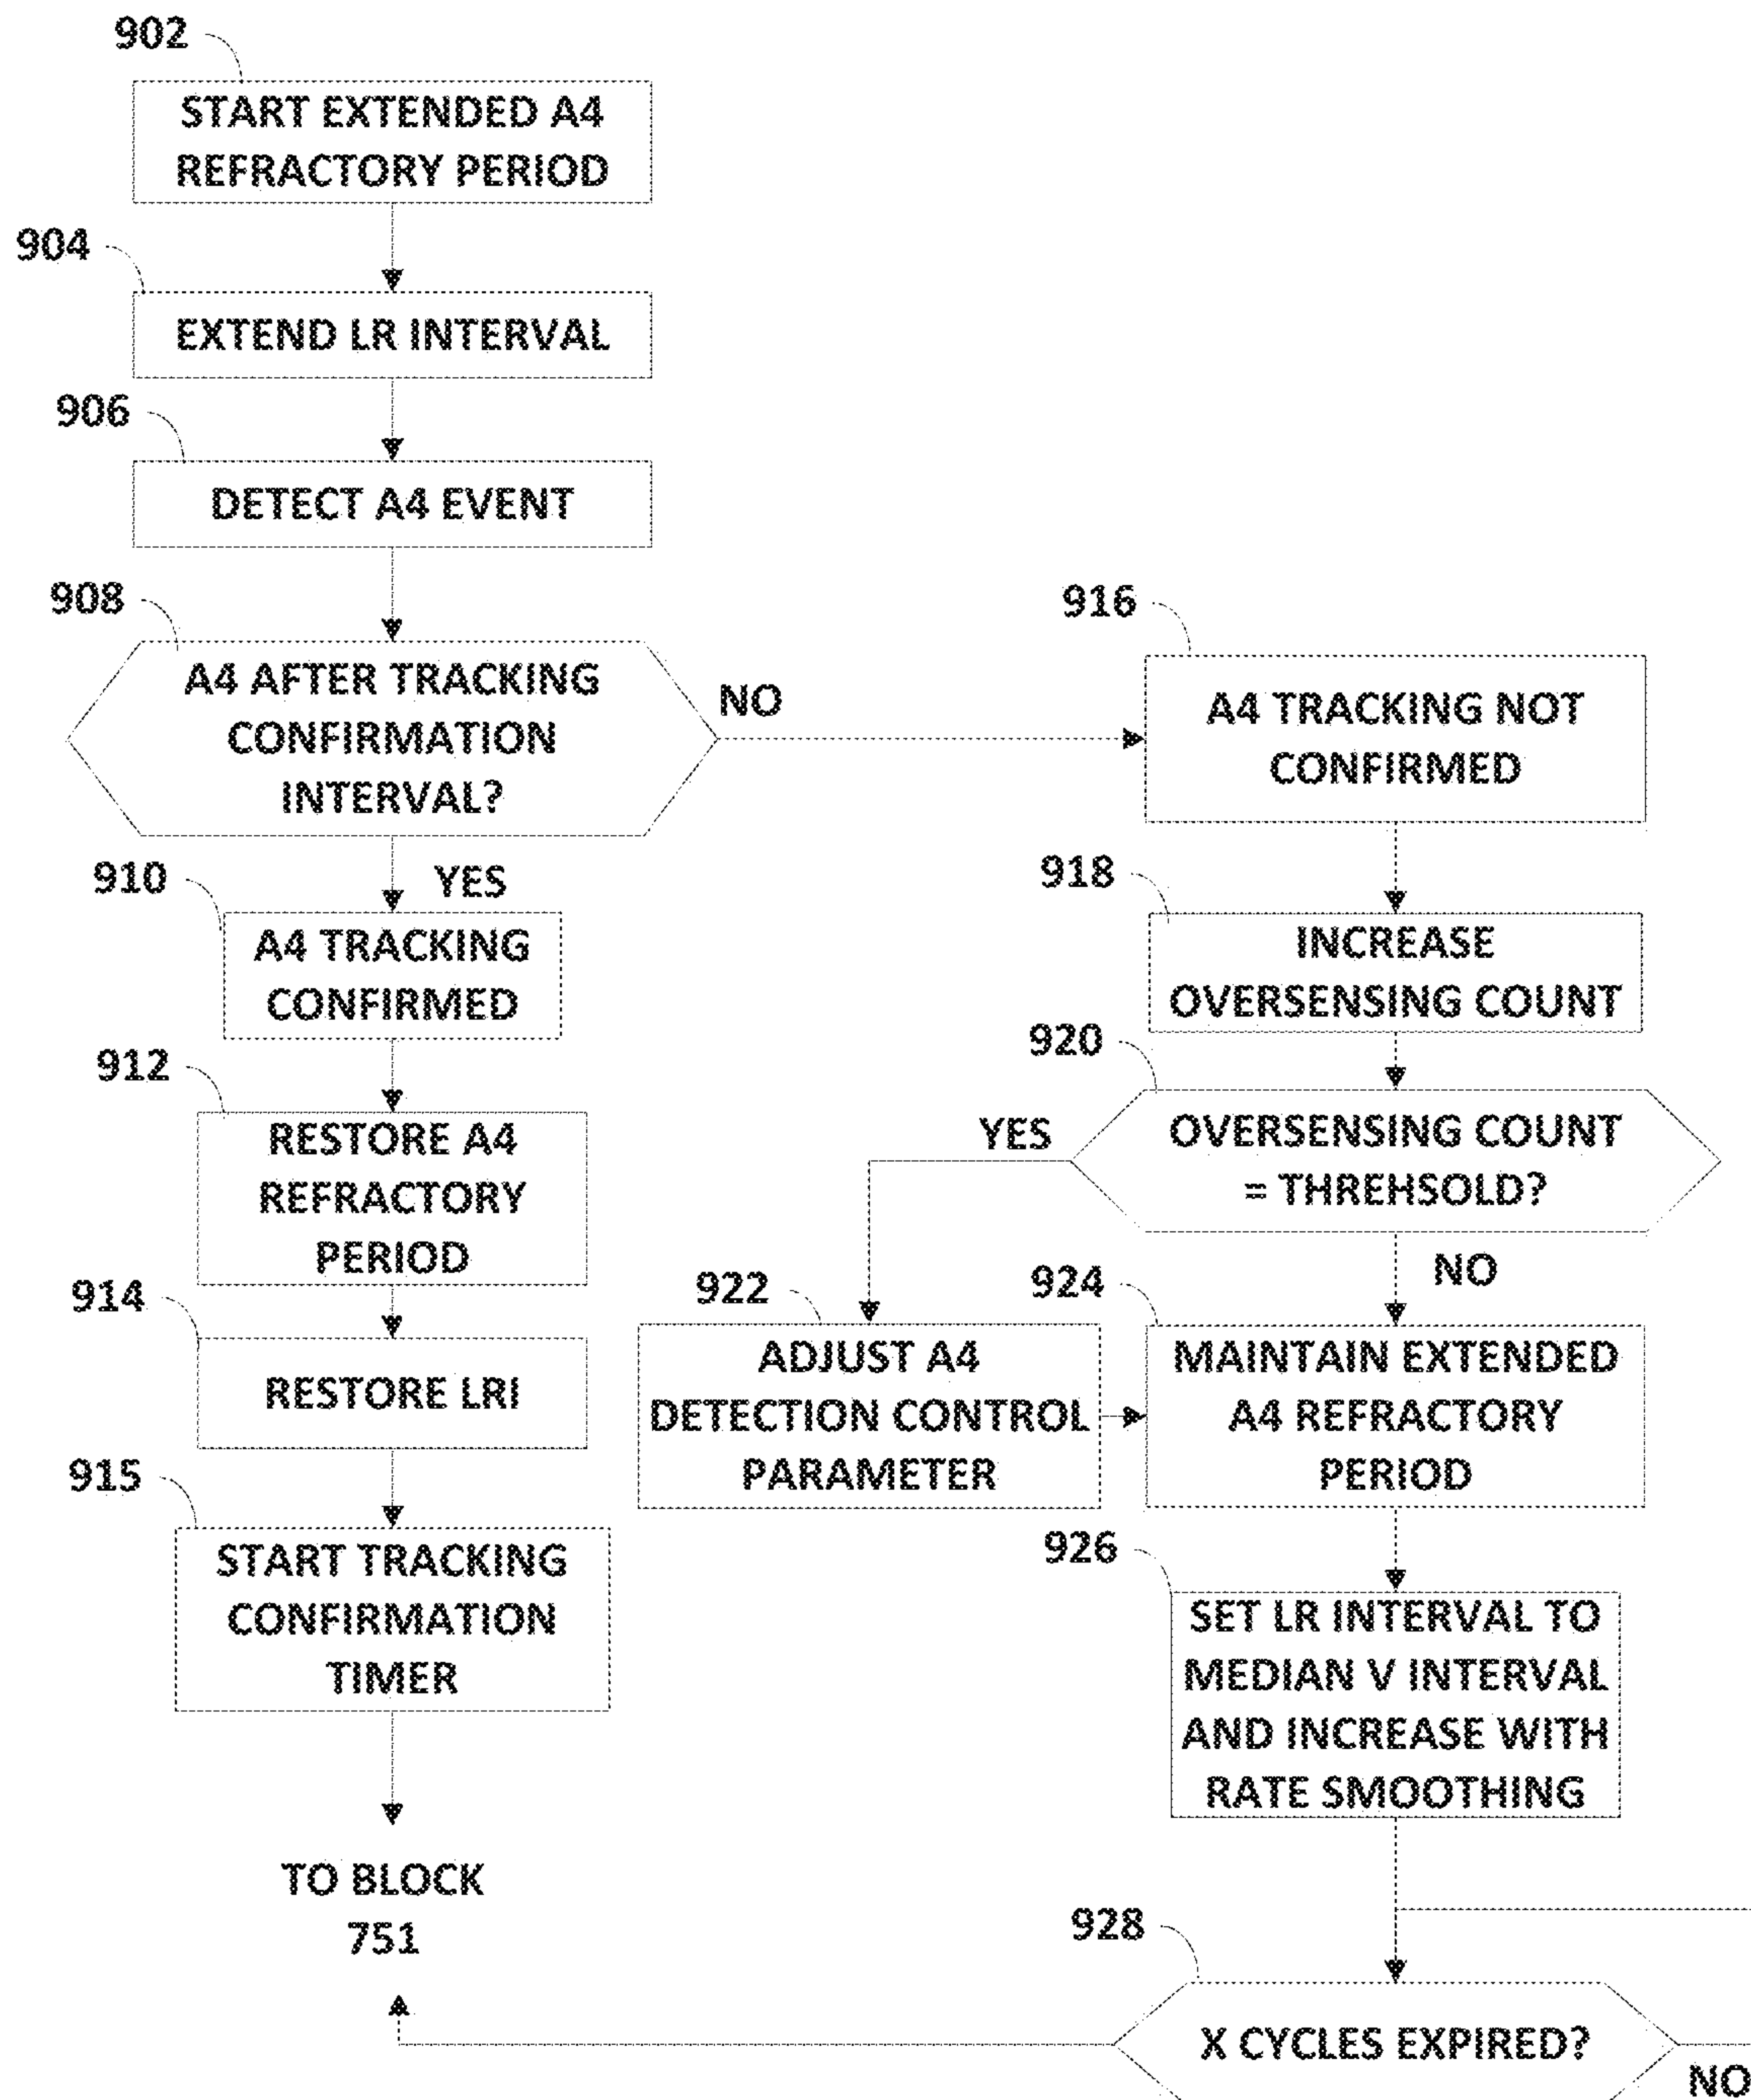 902
START EXTENDED A4
REFRACTORY PERIOD
904
EXTEND LR INTERVAL
906
DETECT A4 EVENT
908
A4 AFTER TRACKING
CONFIRMATION
INTERVAL?
NO
YES
910
A4 TRACKING
CONFIRMED
912
RESTORE A4
REFRACTORY
PERIOD
914
RESTORE LRI
915
START TRACKING
CONFIRMATION
TIMER
TO BLOCK
751
916
A4 TRACKING NOT
CONFIRMED
918
INCREASE
OVERSENSING COUNT
920
OVERSENSING COUNT
= THREHSOLD?
YES
NO
922
ADJUST A4
DETECTION CONTROL
PARAMETER
924
MAINTAIN EXTENDED
A4 REFRACTORY
PERIOD
926
SET LR INTERVAL TO
MEDIAN V INTERVAL
AND INCREASE WITH
RATE SMOOTHING
928
X CYCLES EXPIRED?
NO